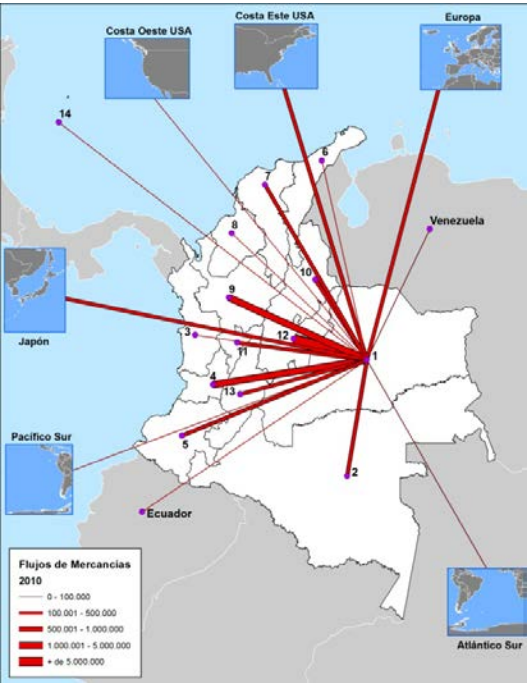 Costa Oeste USA
Costa Este USA
Europa
14
6
7
8
Venezuela
10
9
3
12
Japón
11
1
4
13
5
Pacífico Sur
2
Ecuador
Flujos de Mercancías
2010
0 - 100.000
100.001 - 500.000
500.001 - 1.000.000
1.000.001 - 5.000.000
+ de 5.000.000
Atlántico Sur